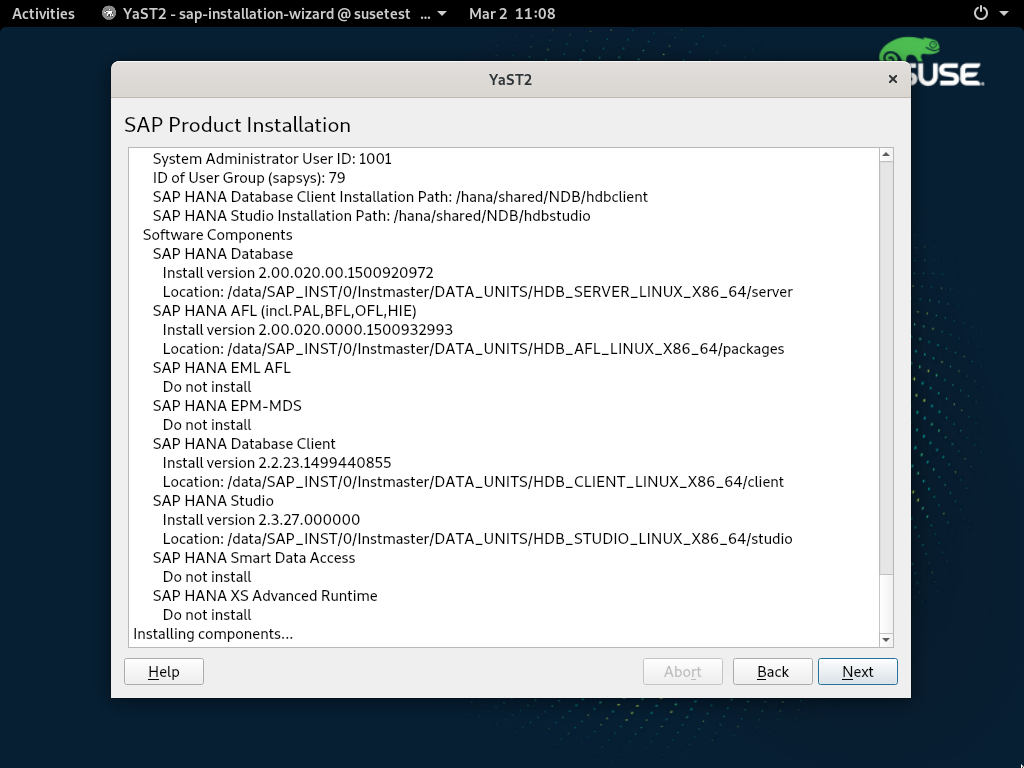 Activities YaST2 - sap-installation-wizard @ susetest ... Mar 2 11:08
SUSE
YaST2
SAP Product Installation
System Administrator User ID: 1001
ID of User Group (sapsys): 79
SAP HANA Database Client Installation Path: /hana/shared/NDB/hdbclient
SAP HANA Studio Installation Path: /hana/shared/NDB/hdbstudio
Software Components
SAP HANA Database
Install version 2.00.020.00.1500920972
Location: /data/SAP_INST/0/Instmaster/DATA_UNITS/HDB_SERVER_LINUX_X86_64/server
SAP HANA AFL (incl.PAL,BFL,OFL,HIE)
Install version 2.00.020.0000.1500932993
Location: /data/SAP_INST/0/Instmaster/DATA_UNITS/HDB_AFL_LINUX_X86_64/packages
SAP HANA EML AFL
Do not install
SAP HANA EPM-MDS
Do not install
SAP HANA Database Client
Install version 2.2.23.1499440855
Location: /data/SAP_INST/0/Instmaster/DATA_UNITS/HDB_CLIENT_LINUX_X86_64/client
SAP HANA Studio
Install version 2.3.27.000000
Location: /data/SAP_INST/0/Instmaster/DATA_UNITS/HDB_STUDIO_LINUX_X86_64/studio
SAP HANA Smart Data Access
Do not install
SAP HANA XS Advanced Runtime
Do not install
Installing components...
Help Abort Back Next